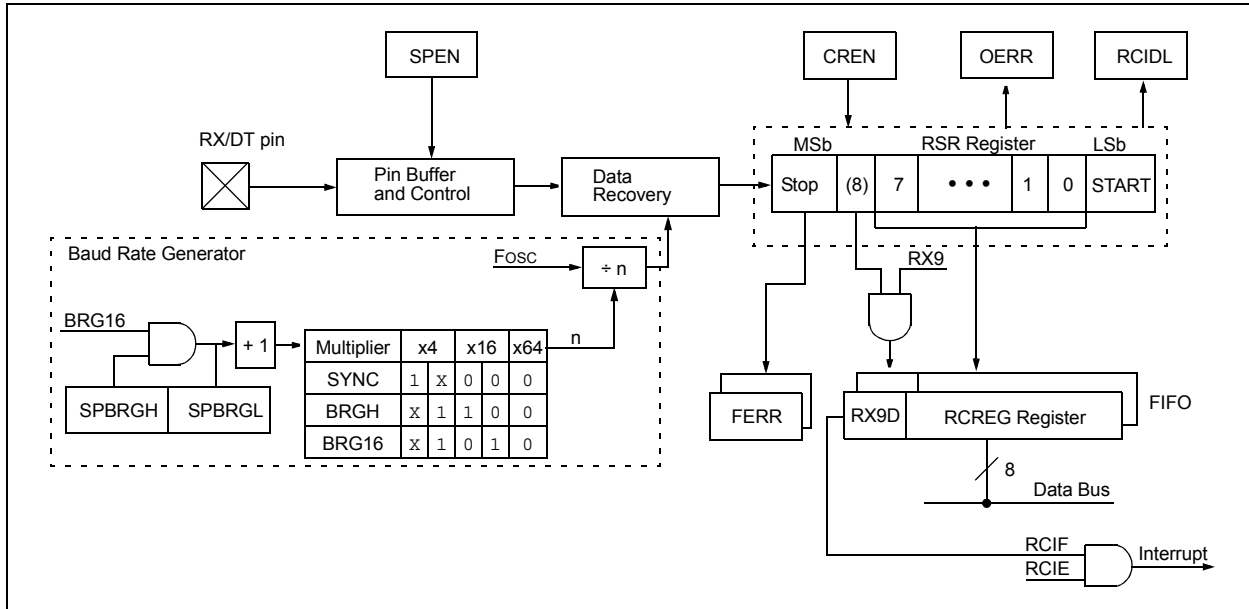 SPEN
CREN
OERR
RCIDL
RX/DT pin
Pin Buffer
and Control
Data
Recovery
MSb
RSR Register
LSb
Stop (8) 7 • • • 1 0 START
Baud Rate Generator
FOSC
÷ n
RX9
BRG16
+ 1
n
Multiplier x4 x16 x64
SYNC 1 X 0 0 0
BRGH X 1 1 0 0
BRG16 X 1 0 1 0
SPBRGH SPBRGL
FERR
RX9D RCREG Register
FIFO
8
Data Bus
RCIF
RCIE
Interrupt